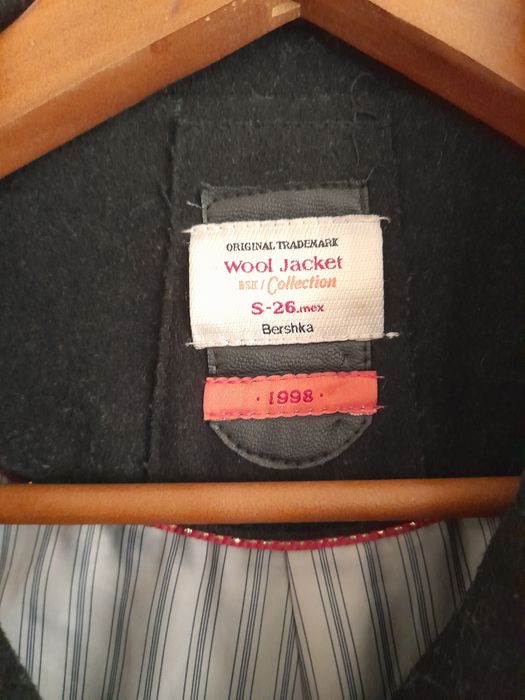 ORIGINAL TRADEMARK
Wool Jacket
BSK / Collection
S-26.mex
Bershka
· 1998 ·